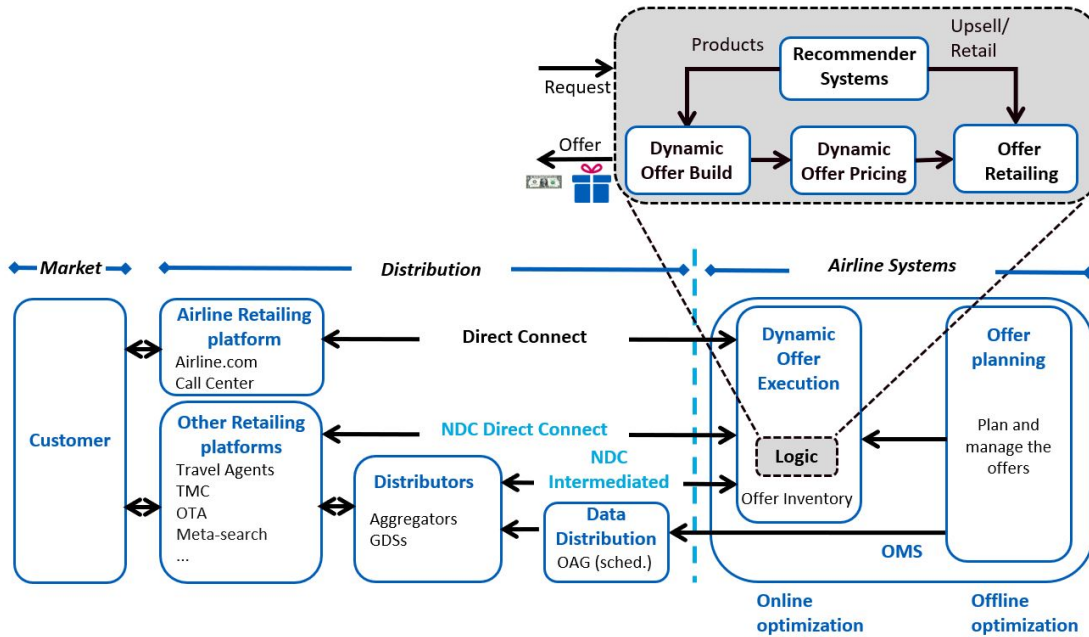 Products
Upsell/
Retail
Recommender
Systems
Request
Offer
Dynamic
Offer Build
Dynamic
Offer Pricing
Offer
Retailing
Market
Distribution
Airline Systems
Customer
Airline Retailing
platform
Airline.com
Call Center
Direct Connect
Other Retailing
platforms
Travel Agents
TMC
OTA
Meta-search
...
NDC Direct Connect
NDC
Intermediated
Distributors
Aggregators
GDSs
Data
Distribution
OAG (sched.)
Dynamic
Offer
Execution
Logic
Offer Inventory
Offer
planning
Plan and
manage the
offers
OMS
Online
optimization
Offline
optimization